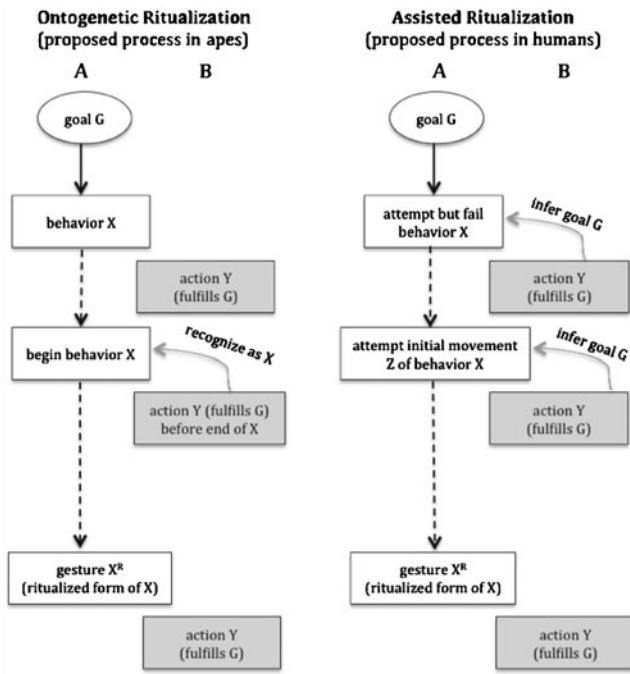 Ontogenetic Ritualization
(proposed process in apes)
A
B
goal G
behavior X
action Y
(fulfills G)
recognize as X
begin behavior X
action Y (fulfills G)
before end of X
gesture Xᴿ
(ritualized form of X)
action Y
(fulfills G)
Assisted Ritualization
(proposed process in humans)
A
B
goal G
attempt but fail
behavior X
infer goal G
action Y
(fulfills G)
attempt initial movement
Z of behavior X
infer goal G
action Y
(fulfills G)
gesture Xᴿ
(ritualized form of X)
action Y
(fulfills G)